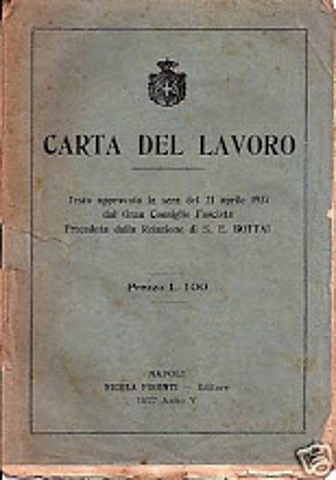 CARTA DEL LAVORO
Testo approvato la sera del 21 aprile 1927
dal Gran Consiglio Fascista
Preceduto dalla Relazione di S. E. BOTTAI
Prezzo L. 1,00
NAPOLI
NICOLA — Editore
1927 Anno V